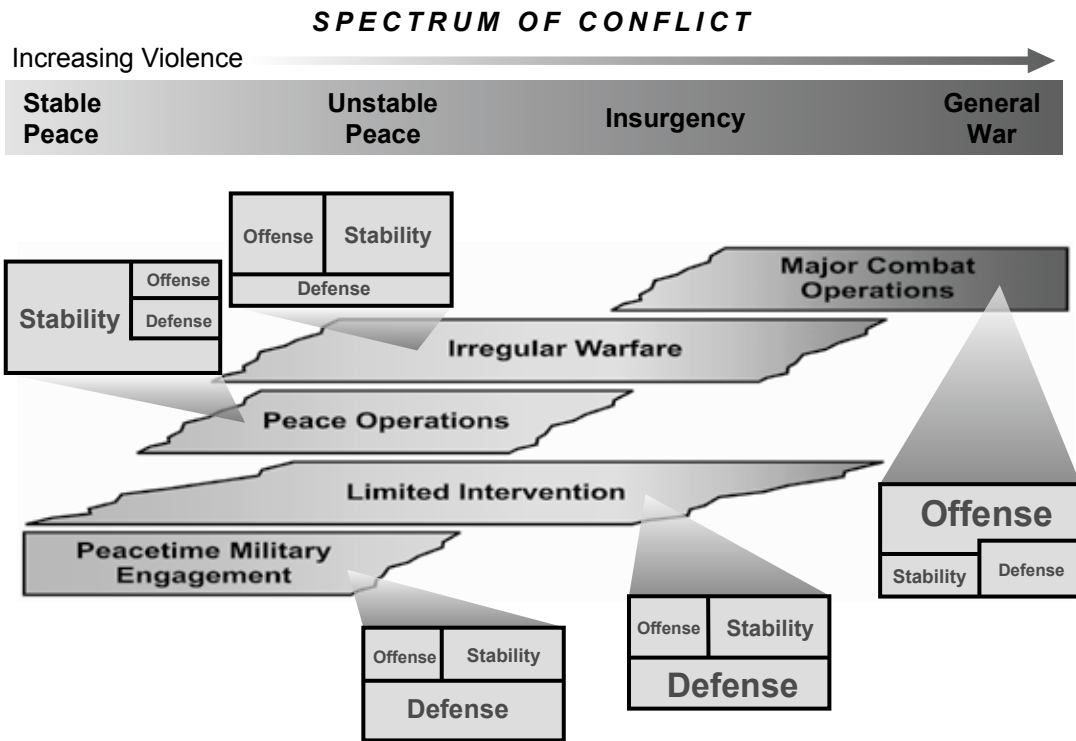 SPECTRUM OF CONFLICT
Increasing Violence
Stable
Peace
Unstable
Peace
Insurgency
General
War
Offense
Stability
Defense
Stability
Offense
Defense
Major Combat
Operations
Irregular Warfare
Peace Operations
Limited Intervention
Peacetime Military
Engagement
Offense
Stability
Defense
Offense
Stability
Defense
Offense
Stability
Defense